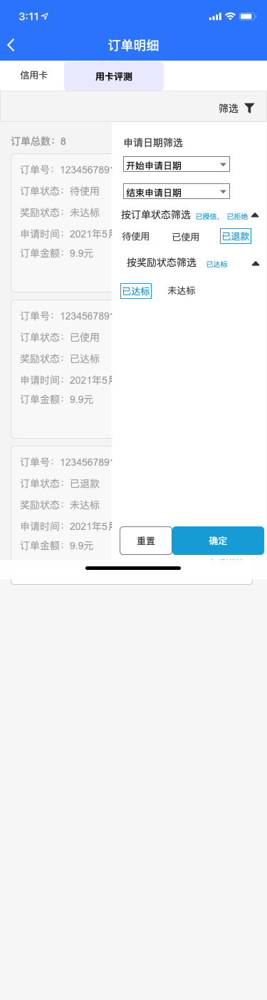 3:11
订单明细
信用卡
用卡评测
筛选
订单总数：8
订单号：123456789
订单状态：待使用
奖励状态：未达标
申请时间：2021年5月
订单金额：9.9元
订单号：123456789
订单状态：已使用
奖励状态：已达标
申请时间：2021年5月
订单金额：9.9元
订单号：123456789
订单状态：已退款
奖励状态：未达标
申请时间：2021年5月
订单金额：9.9元
申请日期筛选
开始申请日期
结束申请日期
按订单状态筛选 已授信， 已拒绝
待使用 已使用 已退款
按奖励状态筛选 已达标
已达标 未达标
重置 确定